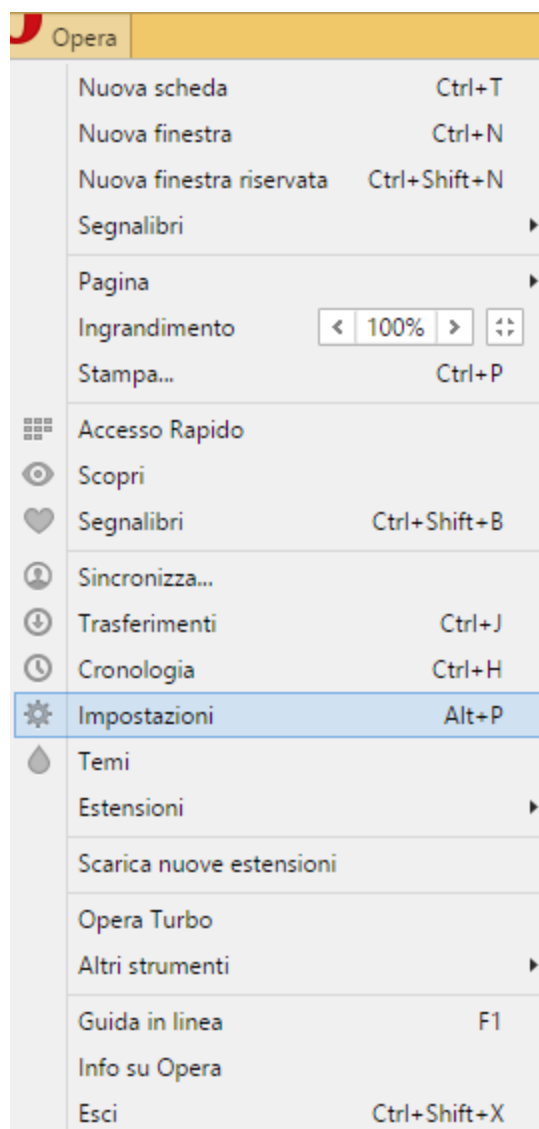 Opera
Nuova scheda Ctrl+T
Nuova finestra Ctrl+N
Nuova finestra riservata Ctrl+Shift+N
Segnalibri
Pagina
Ingrandimento < 100% >
Stampa... Ctrl+P
Accesso Rapido
Scopri
Segnalibri Ctrl+Shift+B
Sincronizza...
Trasferimenti Ctrl+J
Cronologia Ctrl+H
Impostazioni Alt+P
Temi
Estensioni
Scarica nuove estensioni
Opera Turbo
Altri strumenti
Guida in linea F1
Info su Opera
Esci Ctrl+Shift+X